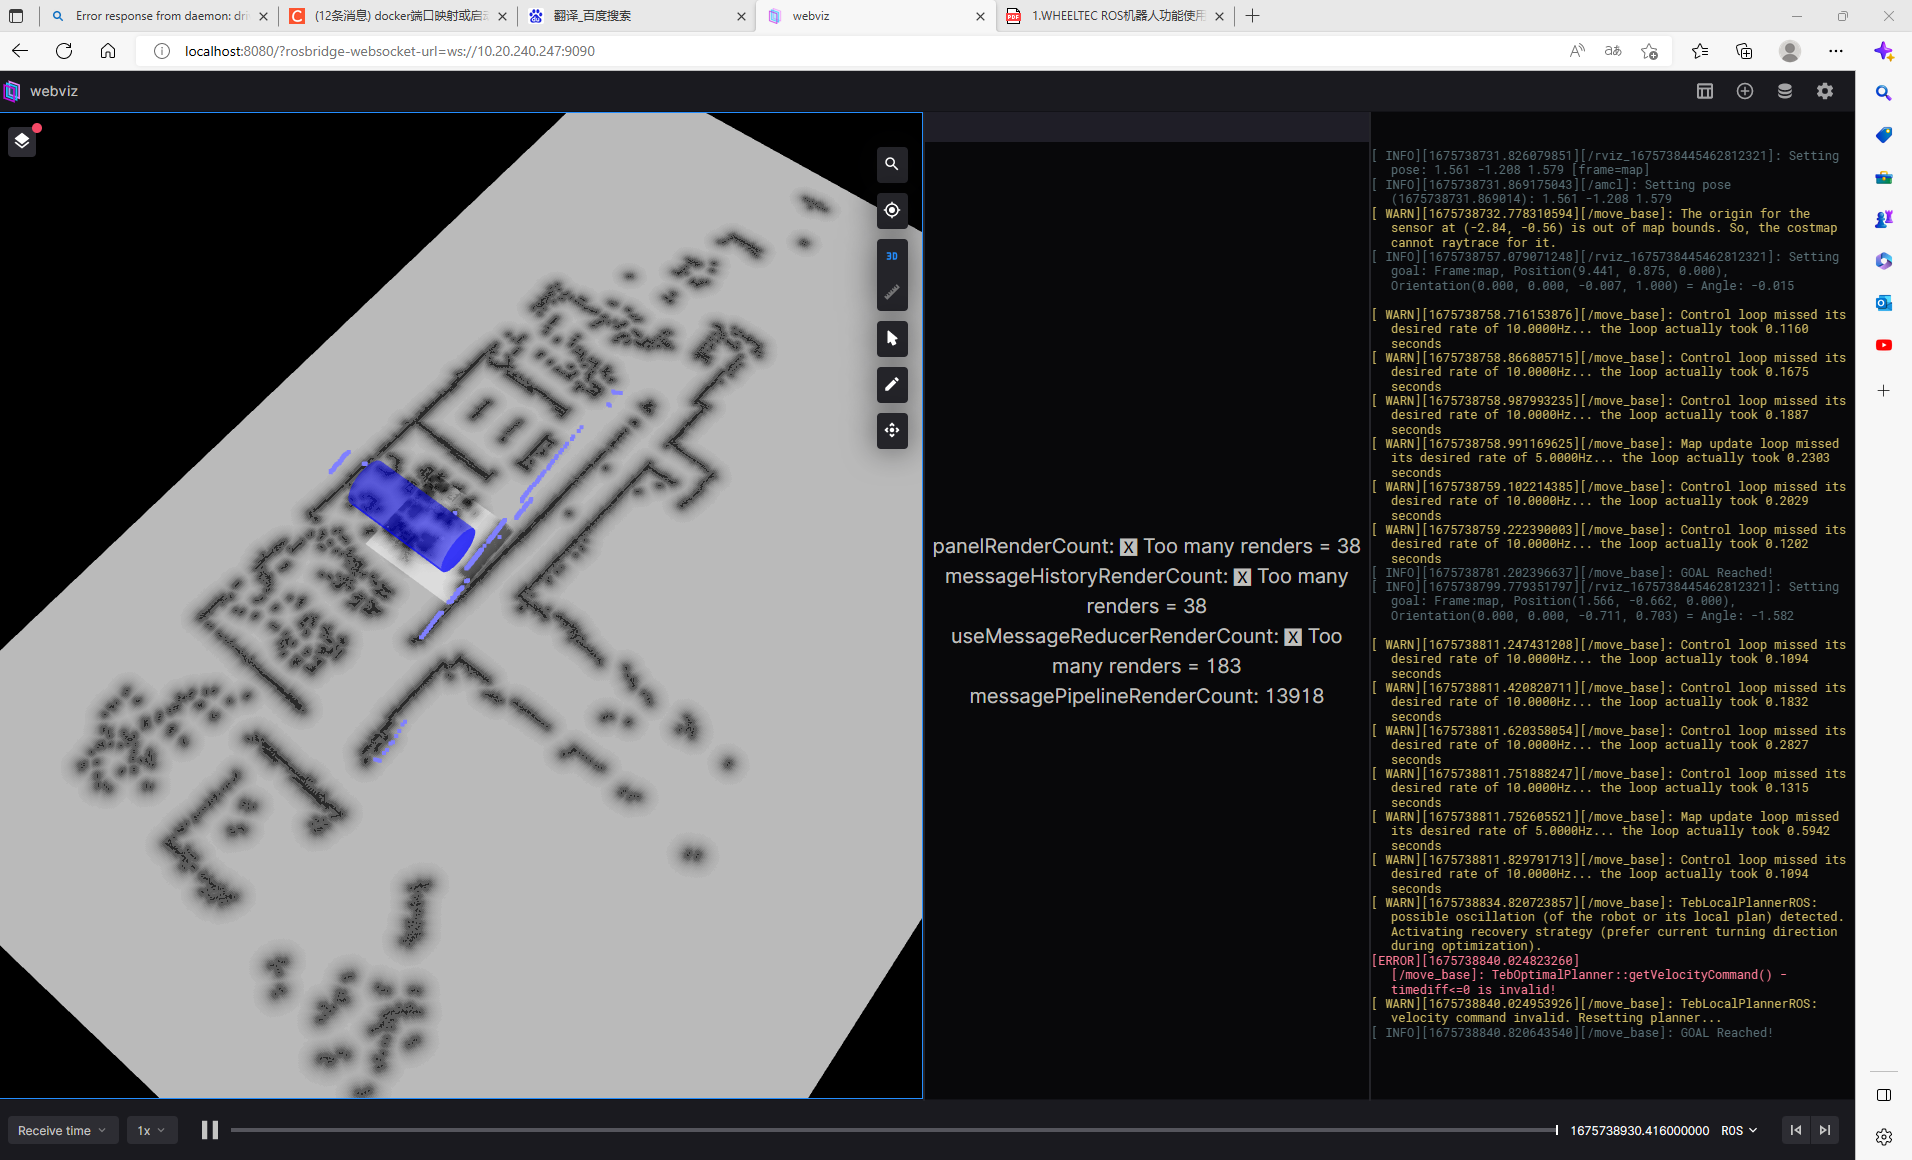 Error response from daemon: dri
(12条消息) docker端口映射或启动
翻译_百度搜索
webviz
1.WHEELTEC ROS机器人功能使用
localhost:8080/?rosbridge-websocket-url=ws://10.20.240.247:9090
webviz
3D
panelRenderCount: X Too many renders = 38
messageHistoryRenderCount: X Too many
renders = 38
useMessageReducerRenderCount: X Too
many renders = 183
messagePipelineRenderCount: 13918
[ INFO][1675738731.826079851][/rviz_1675738445462812321]: Setting
pose: 1.561 -1.208 1.579 [frame=map]
[ INFO][1675738731.869175043][/amcl]: Setting pose
(1675738731.869014): 1.561 -1.208 1.579
[ WARN][1675738732.778310594][/move_base]: The origin for the
sensor at (-2.84, -0.56) is out of map bounds. So, the costmap
cannot raytrace for it.
[ INFO][1675738757.079071248][/rviz_1675738445462812321]: Setting
goal: Frame:map, Position(9.441, 0.875, 0.000),
Orientation(0.000, 0.000, -0.007, 1.000) = Angle: -0.015
[ WARN][1675738758.716153876][/move_base]: Control loop missed its
desired rate of 10.0000Hz... the loop actually took 0.1160
seconds
[ WARN][1675738758.866805715][/move_base]: Control loop missed its
desired rate of 10.0000Hz... the loop actually took 0.1675
seconds
[ WARN][1675738758.987993235][/move_base]: Control loop missed its
desired rate of 10.0000Hz... the loop actually took 0.1887
seconds
[ WARN][1675738758.991169625][/move_base]: Map update loop missed
its desired rate of 5.0000Hz... the loop actually took 0.2303
seconds
[ WARN][1675738759.102214385][/move_base]: Control loop missed its
desired rate of 10.0000Hz... the loop actually took 0.2029
seconds
[ WARN][1675738759.222390003][/move_base]: Control loop missed its
desired rate of 10.0000Hz... the loop actually took 0.1202
seconds
[ INFO][1675738781.202396637][/move_base]: GOAL Reached!
[ INFO][1675738799.779351797][/rviz_1675738445462812321]: Setting
goal: Frame:map, Position(1.566, -0.662, 0.000),
Orientation(0.000, 0.000, -0.711, 0.703) = Angle: -1.582
[ WARN][1675738811.247431208][/move_base]: Control loop missed its
desired rate of 10.0000Hz... the loop actually took 0.1094
seconds
[ WARN][1675738811.420820711][/move_base]: Control loop missed its
desired rate of 10.0000Hz... the loop actually took 0.1832
seconds
[ WARN][1675738811.620358054][/move_base]: Control loop missed its
desired rate of 10.0000Hz... the loop actually took 0.2827
seconds
[ WARN][1675738811.751888247][/move_base]: Control loop missed its
desired rate of 10.0000Hz... the loop actually took 0.1315
seconds
[ WARN][1675738811.752605521][/move_base]: Map update loop missed
its desired rate of 5.0000Hz... the loop actually took 0.5942
seconds
[ WARN][1675738811.829791713][/move_base]: Control loop missed its
desired rate of 10.0000Hz... the loop actually took 0.1094
seconds
[ WARN][1675738834.820723857][/move_base]: TebLocalPlannerROS:
possible oscillation (of the robot or its local plan) detected.
Activating recovery strategy (prefer current turning direction
during optimization).
[ERROR][1675738840.024823260]
[/move_base]: TebOptimalPlanner::getVelocityCommand() -
timediff<=0 is invalid!
[ WARN][1675738840.024953926][/move_base]: TebLocalPlannerROS:
velocity command invalid. Resetting planner...
[ INFO][1675738840.820643540][/move_base]: GOAL Reached!
Receive time
1x
1675738930.416000000
ROS